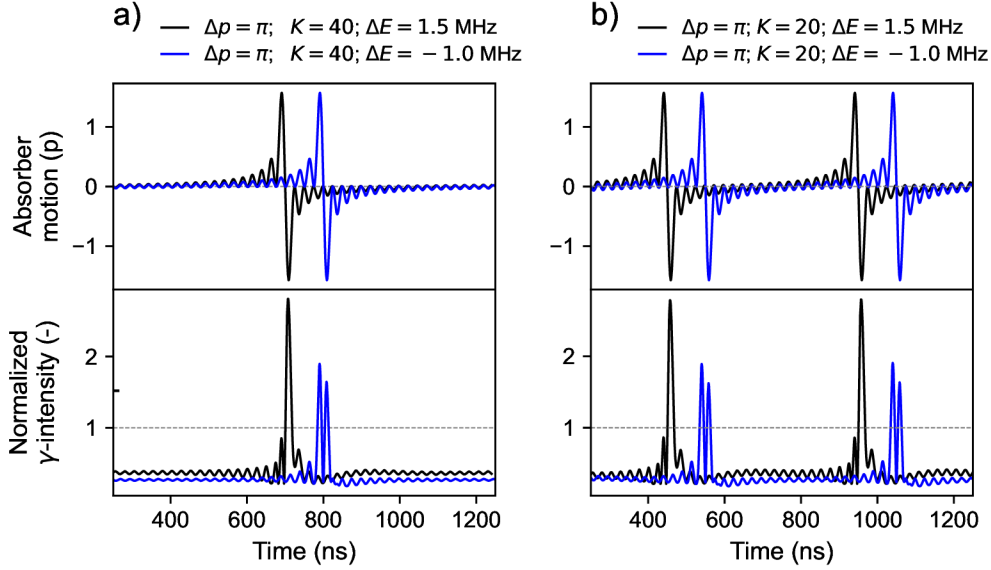 a)
Δp = π; K = 40; ΔE = 1.5 MHz
Δp = π; K = 40; ΔE = − 1.0 MHz
b)
Δp = π; K = 20; ΔE = 1.5 MHz
Δp = π; K = 20; ΔE = − 1.0 MHz
Absorber
motion (p)
1
0
−1
Normalized
γ-intensity (-)
2
1
400 600 800 1000 1200
Time (ns)
1
0
−1
2
1
400 600 800 1000 1200
Time (ns)